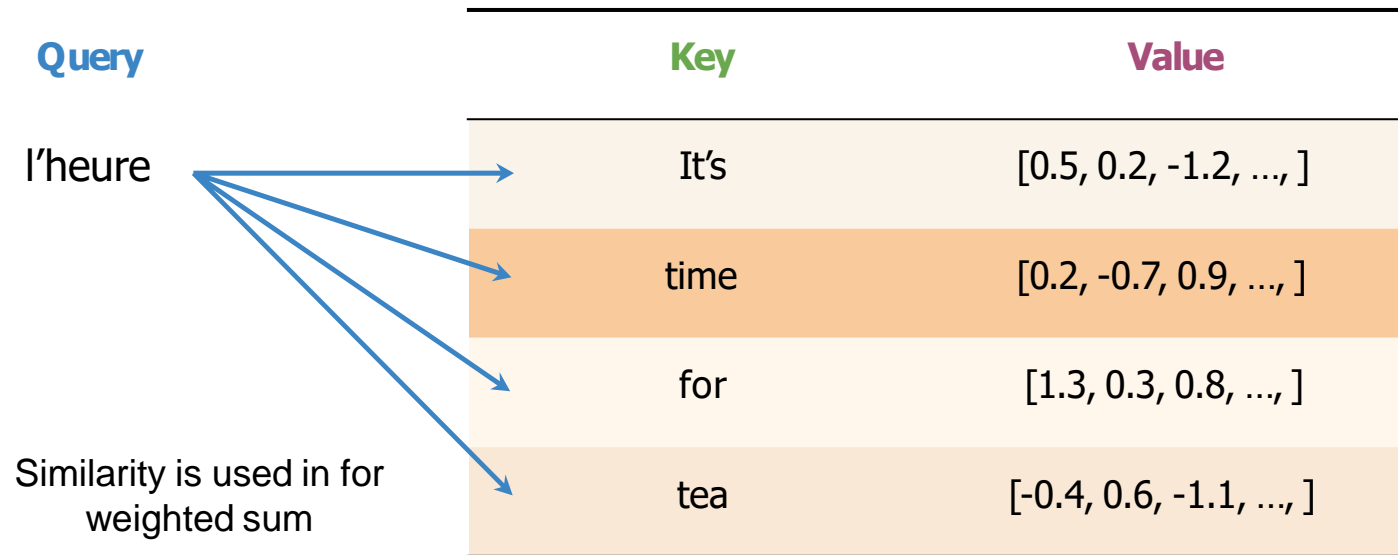 Query Key Value
l’heure It’s [0.5, 0.2, -1.2, …, ]
time [0.2, -0.7, 0.9, …, ]
for [1.3, 0.3, 0.8, …, ]
tea [-0.4, 0.6, -1.1, …, ]
Similarity is used in for
weighted sum